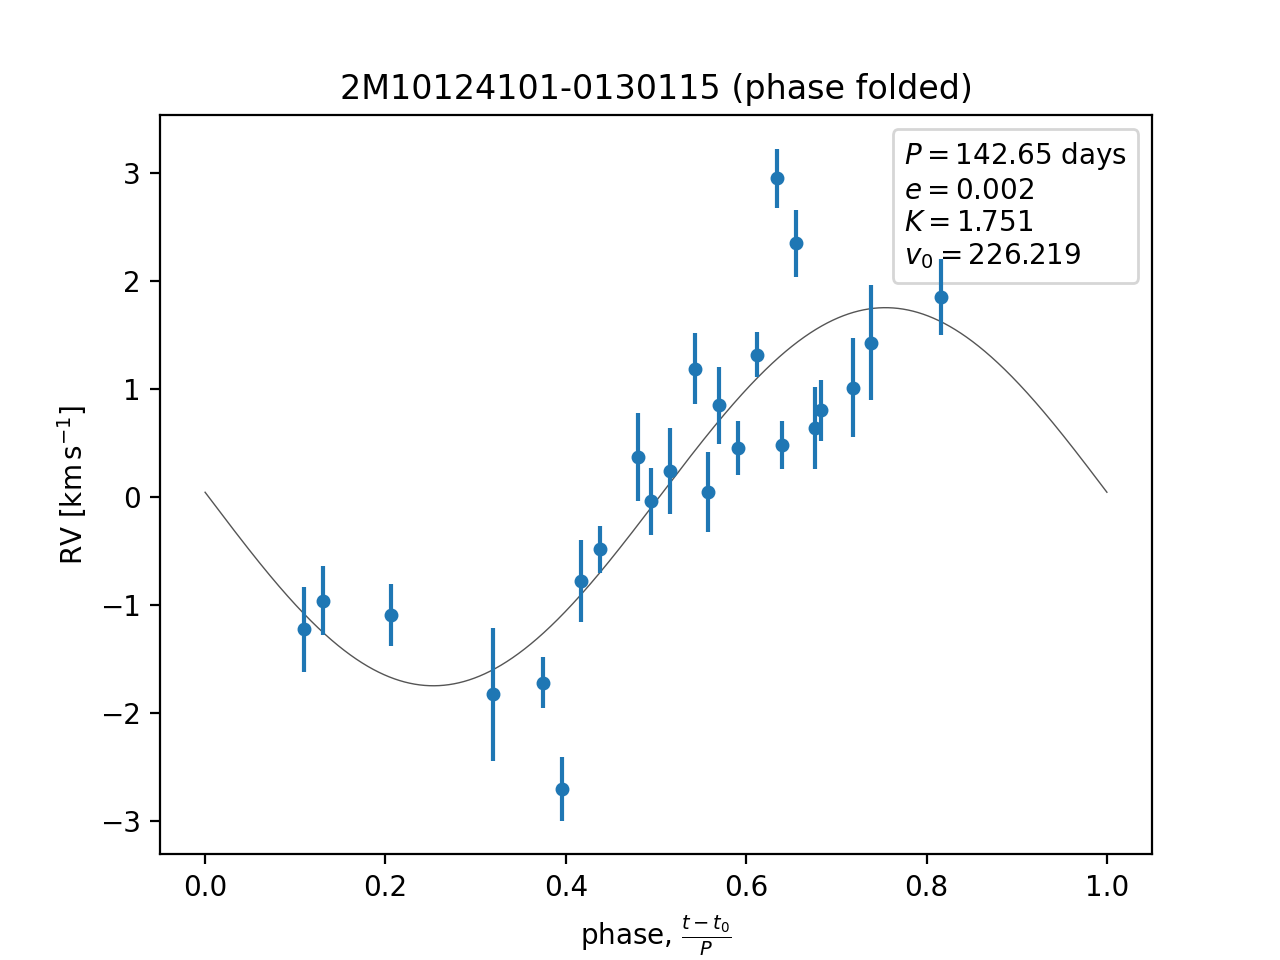 2M10124101-0130115 (phase folded)
P = 142.65 days
e = 0.002
K = 1.751
v₀ = 226.219
RV [km s⁻¹]
3
2
1
0
−1
−2
−3
0.0 0.2 0.4 0.6 0.8 1.0
phase, (t − t₀)/P